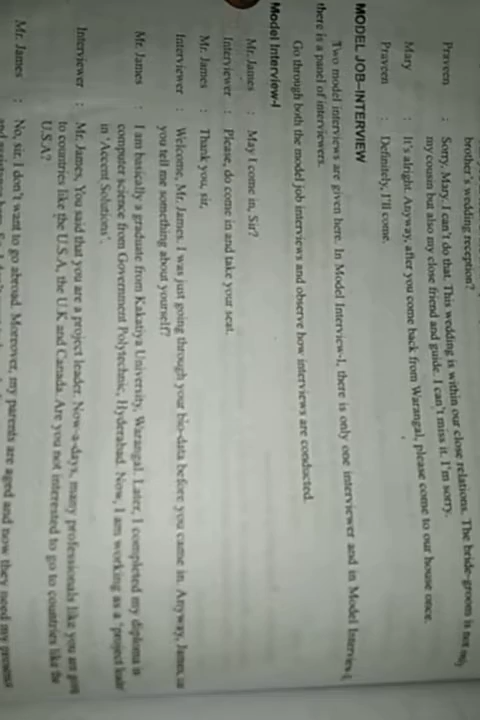 brother's wedding reception?
Praveen : Sorry, Mary. I can't do that. This wedding is within our close relations. The bride-groom is not only
my cousin but also my close friend and guide. I can't miss it. I'm sorry.
Mary : It's alright. Anyway, after you come back from Warangal, please come to our house once.
Praveen : Definitely, I'll come.
MODEL JOB–INTERVIEW
Two model interviews are given here. In Model Interview-I, there is only one interviewer and in Model Interview-I,
there is a panel of interviewers.
Go through both the model job interviews and observe how interviews are conducted.
Model Interview-I
Mr. James : May I come in, Sir?
Interviewer : Please, do come in and take your seat.
Mr. James : Thank you, sir,
Interviewer : Welcome, Mr. James. I was just going through your bio-data before you came in. Anyway, James, can
you tell me something about yourself?
Mr. James : I am basically a graduate from Kakatiya University, Warangal. Later, I completed my diploma in
computer science from Government Polytechnic, Hyderabad. Now, I am working as a 'project leader
in 'Accent Solutions'.
Interviewer : Mr. James, You said that you are a project leader. Now-a-days, many professionals like you are going
to countries like the U.S.A, the U.K and Canada. Are you not interested to go to countries like the
U.S.A?
Mr. James : No, sir. I don't want to go abroad. Moreover, my parents are aged and now they need my presence
and assistance here.